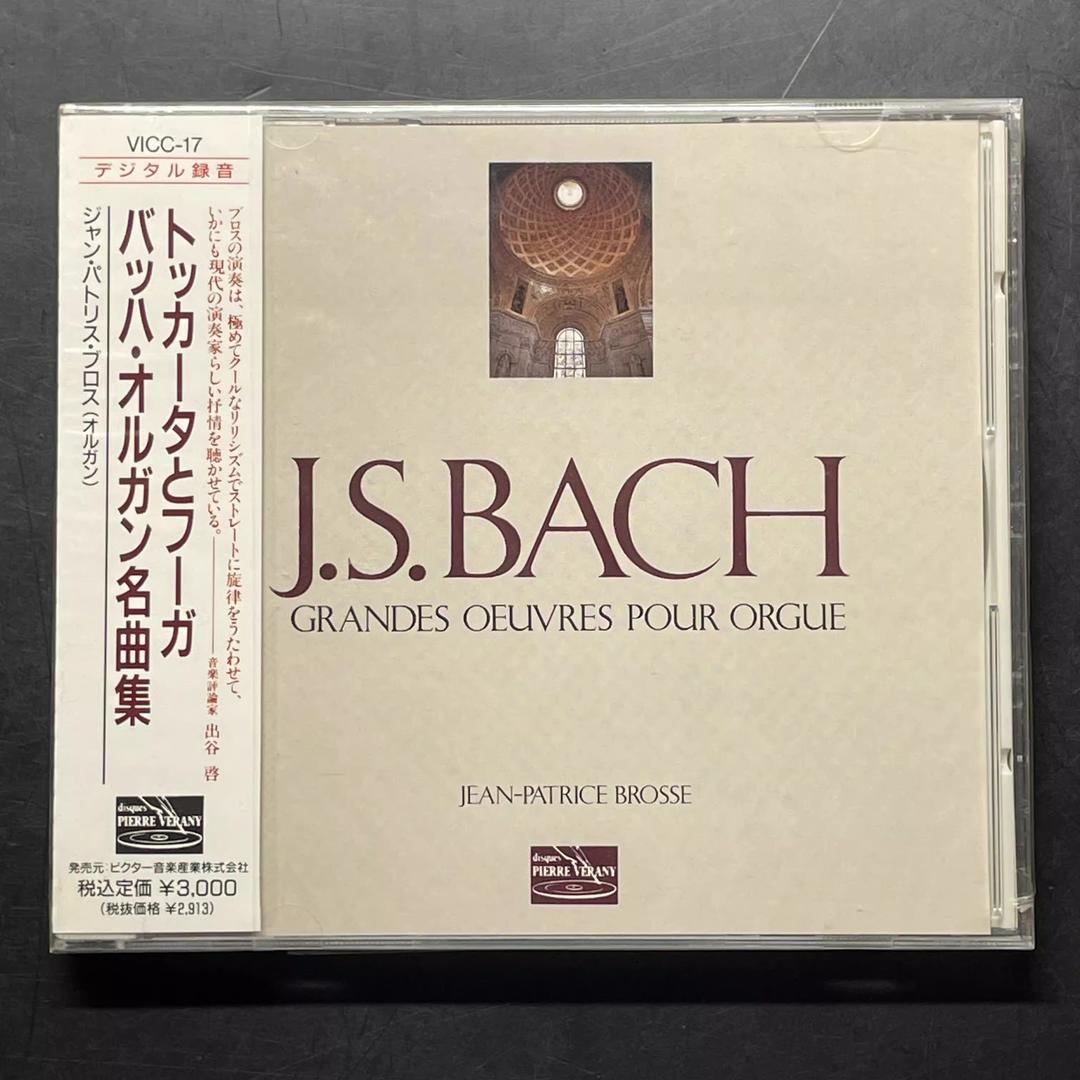 VICC-17
デジタル録音
ブロスの演奏は、極めてクールなリリシズムでストレートに旋律をうたわせて、
いかにも現代の演奏家らしい抒情を聴かせている。——音楽評論家 出谷 啓
トッカータとフーガ
バッハ・オルガン名曲集
ジャン・パトリス・ブロス(オルガン)
disques
PIERRE VERANY
発売元:ビクター音楽産業株式会社
税込定価 ¥3,000
(税抜価格 ¥2,913)
J.S.BACH
GRANDES OEUVRES POUR ORGUE
JEAN-PATRICE BROSSE
disques
PIERRE VERANY